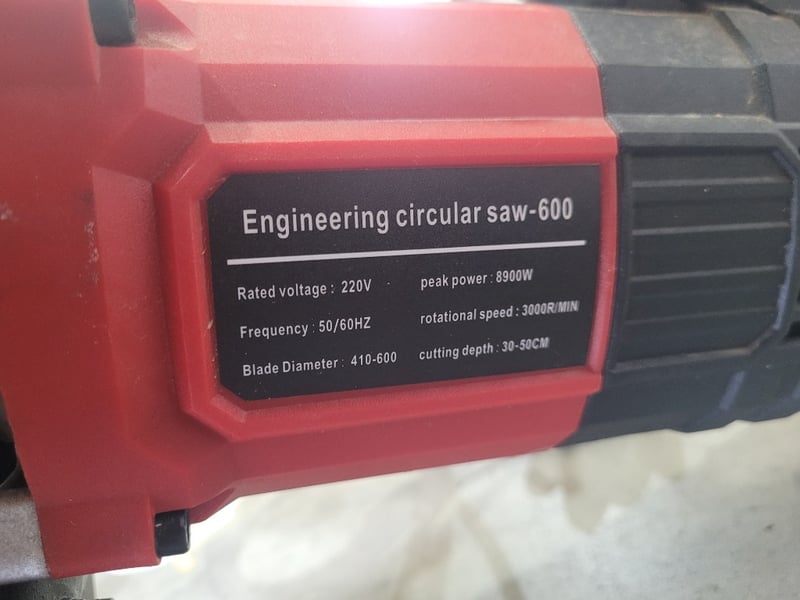 Engineering circular saw-600
Rated voltage : 220V
Frequency : 50/60HZ
Blade Diameter : 410-600
peak power : 8900W
rotational speed : 3000R/MIN
cutting depth : 30-50CM